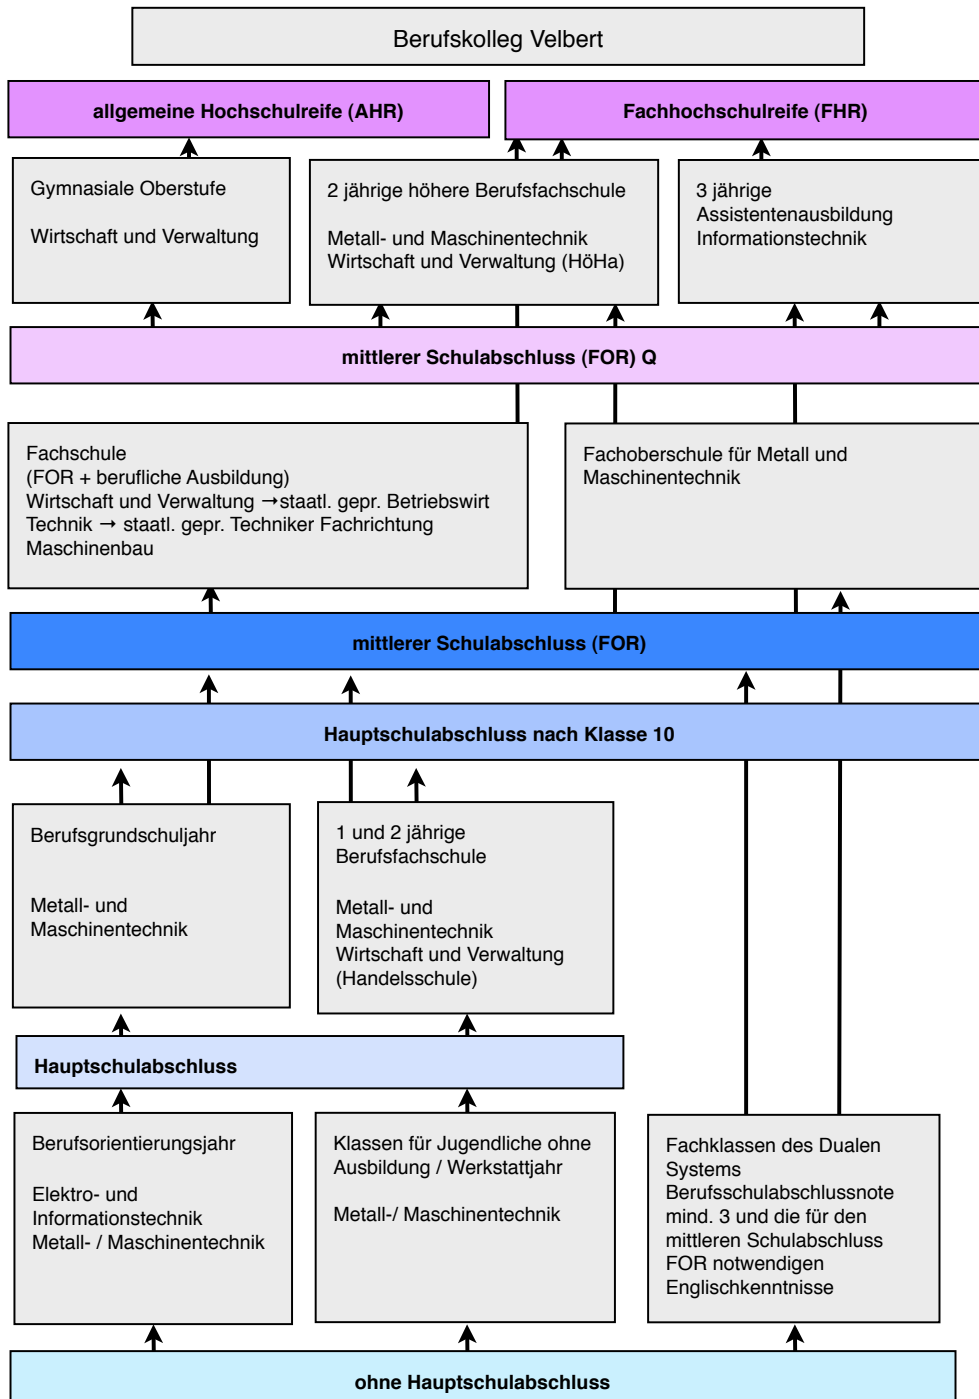 Berufskolleg Velbert
allgemeine Hochschulreife (AHR)
Fachhochschulreife (FHR)
Gymnasiale Oberstufe
Wirtschaft und Verwaltung
2 jährige höhere Berufsfachschule
Metall- und Maschinentechnik
Wirtschaft und Verwaltung (HöHa)
3 jährige
Assistentenausbildung
Informationstechnik
mittlerer Schulabschluss (FOR) Q
Fachschule
(FOR + berufliche Ausbildung)
Wirtschaft und Verwaltung →staatl. gepr. Betriebswirt
Technik → staatl. gepr. Techniker Fachrichtung
Maschinenbau
Fachoberschule für Metall und
Maschinentechnik
mittlerer Schulabschluss (FOR)
Hauptschulabschluss nach Klasse 10
Berufsgrundschuljahr
Metall- und
Maschinentechnik
1 und 2 jährige
Berufsfachschule
Metall- und
Maschinentechnik
Wirtschaft und Verwaltung
(Handelsschule)
Hauptschulabschluss
Berufsorientierungsjahr
Elektro- und
Informationstechnik
Metall- / Maschinentechnik
Klassen für Jugendliche ohne
Ausbildung / Werkstattjahr
Metall-/ Maschinentechnik
Fachklassen des Dualen
Systems
Berufsschulabschlussnote
mind. 3 und die für den
mittleren Schulabschluss
FOR notwendigen
Englischkenntnisse
ohne Hauptschulabschluss